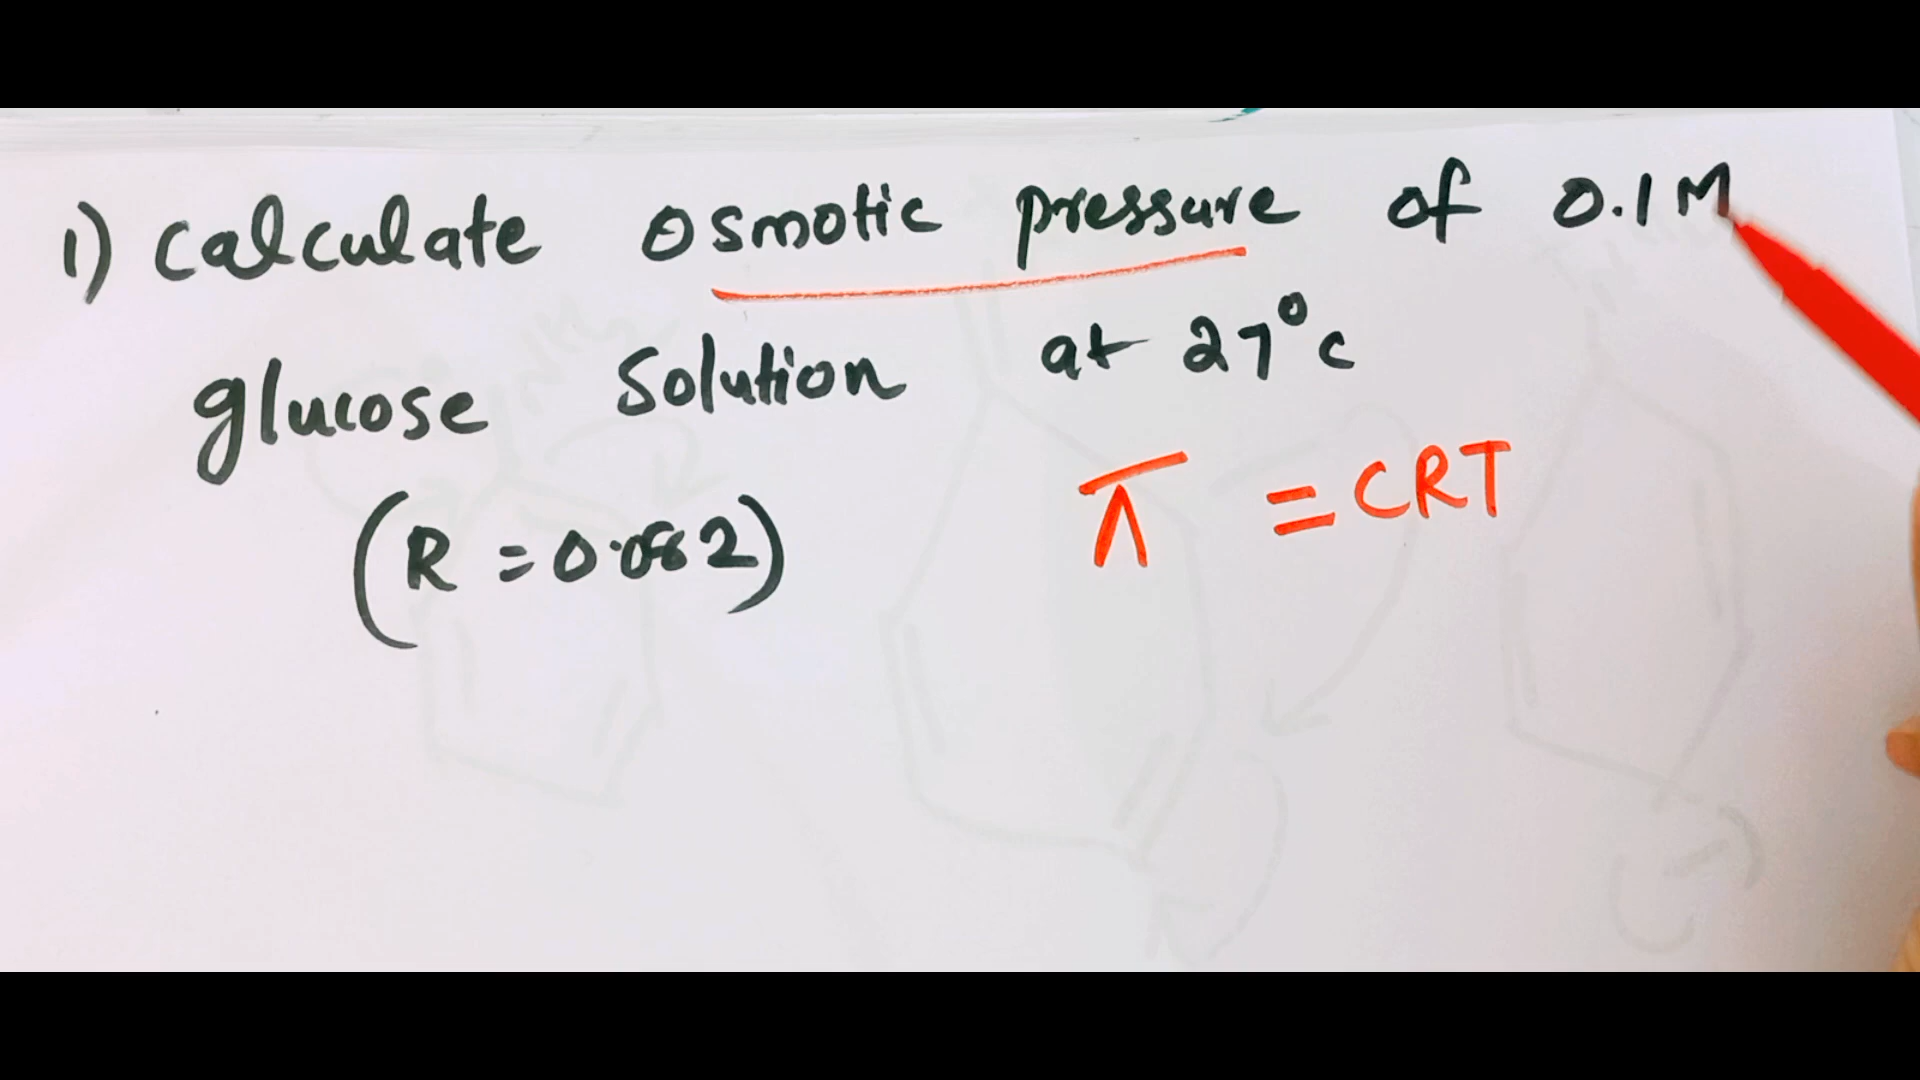 1) Calculate osmotic pressure of 0.1M
glucose solution at 27°c
(R = 0.082)
π = CRT